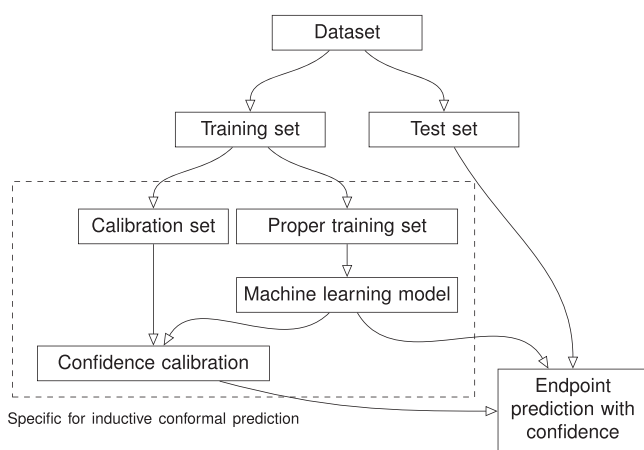 Dataset
Training set
Test set
Calibration set
Proper training set
Machine learning model
Confidence calibration
Endpoint
prediction with
confidence
Specific for inductive conformal prediction